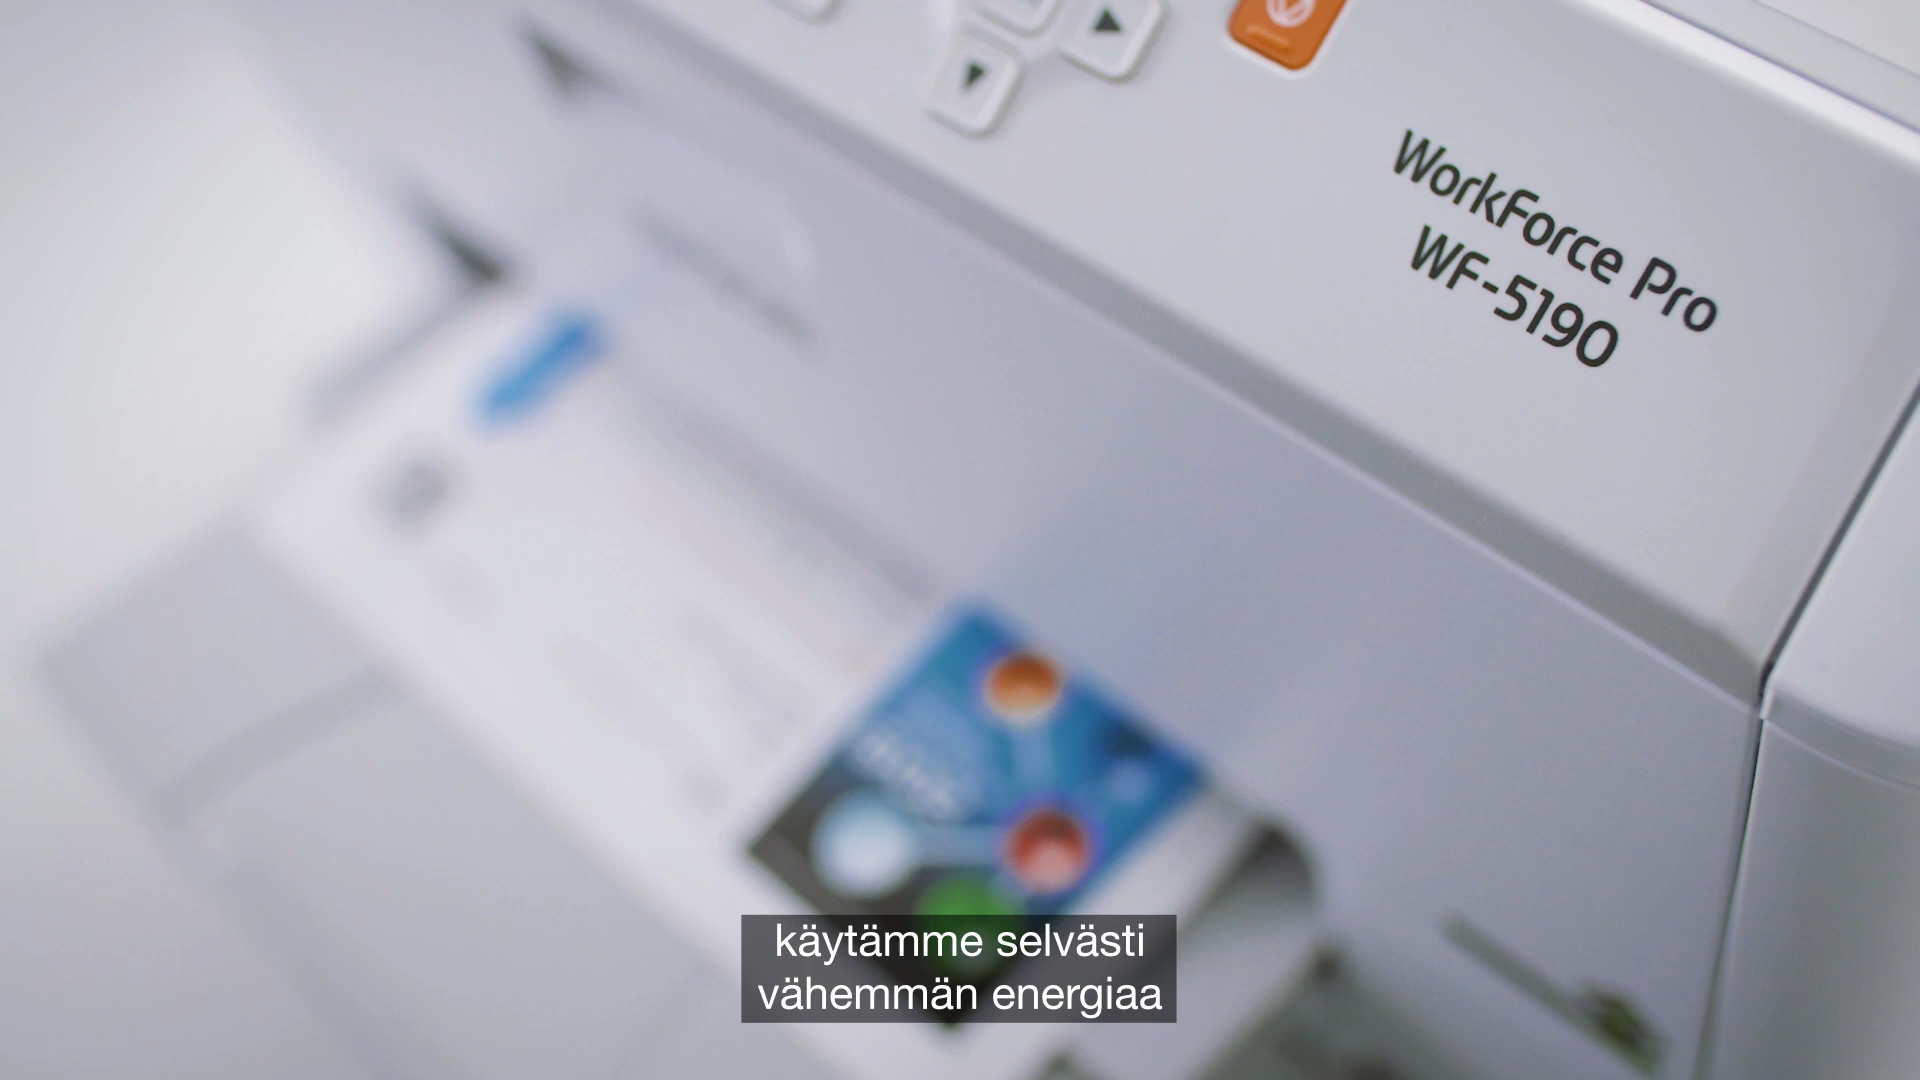 WorkForce Pro
WF-5190
käytämme selvästi
vähemmän energiaa